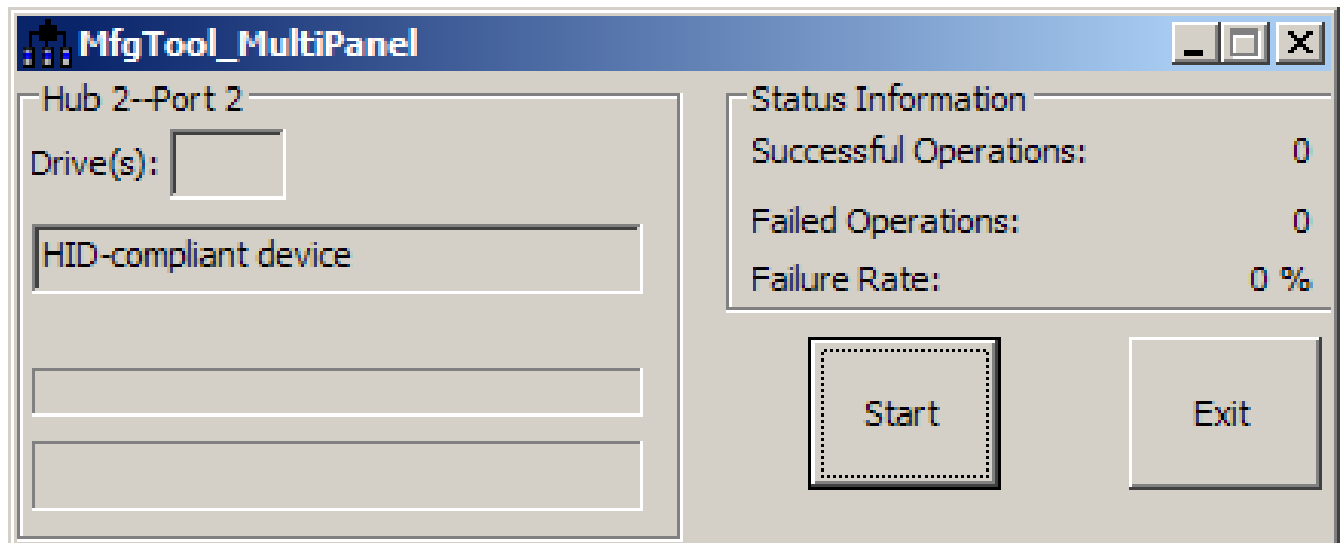 MfgTool_MultiPanel
Hub 2--Port 2
Drive(s):
HID-compliant device
Status Information
Successful Operations: 0
Failed Operations: 0
Failure Rate: 0 %
Start
Exit